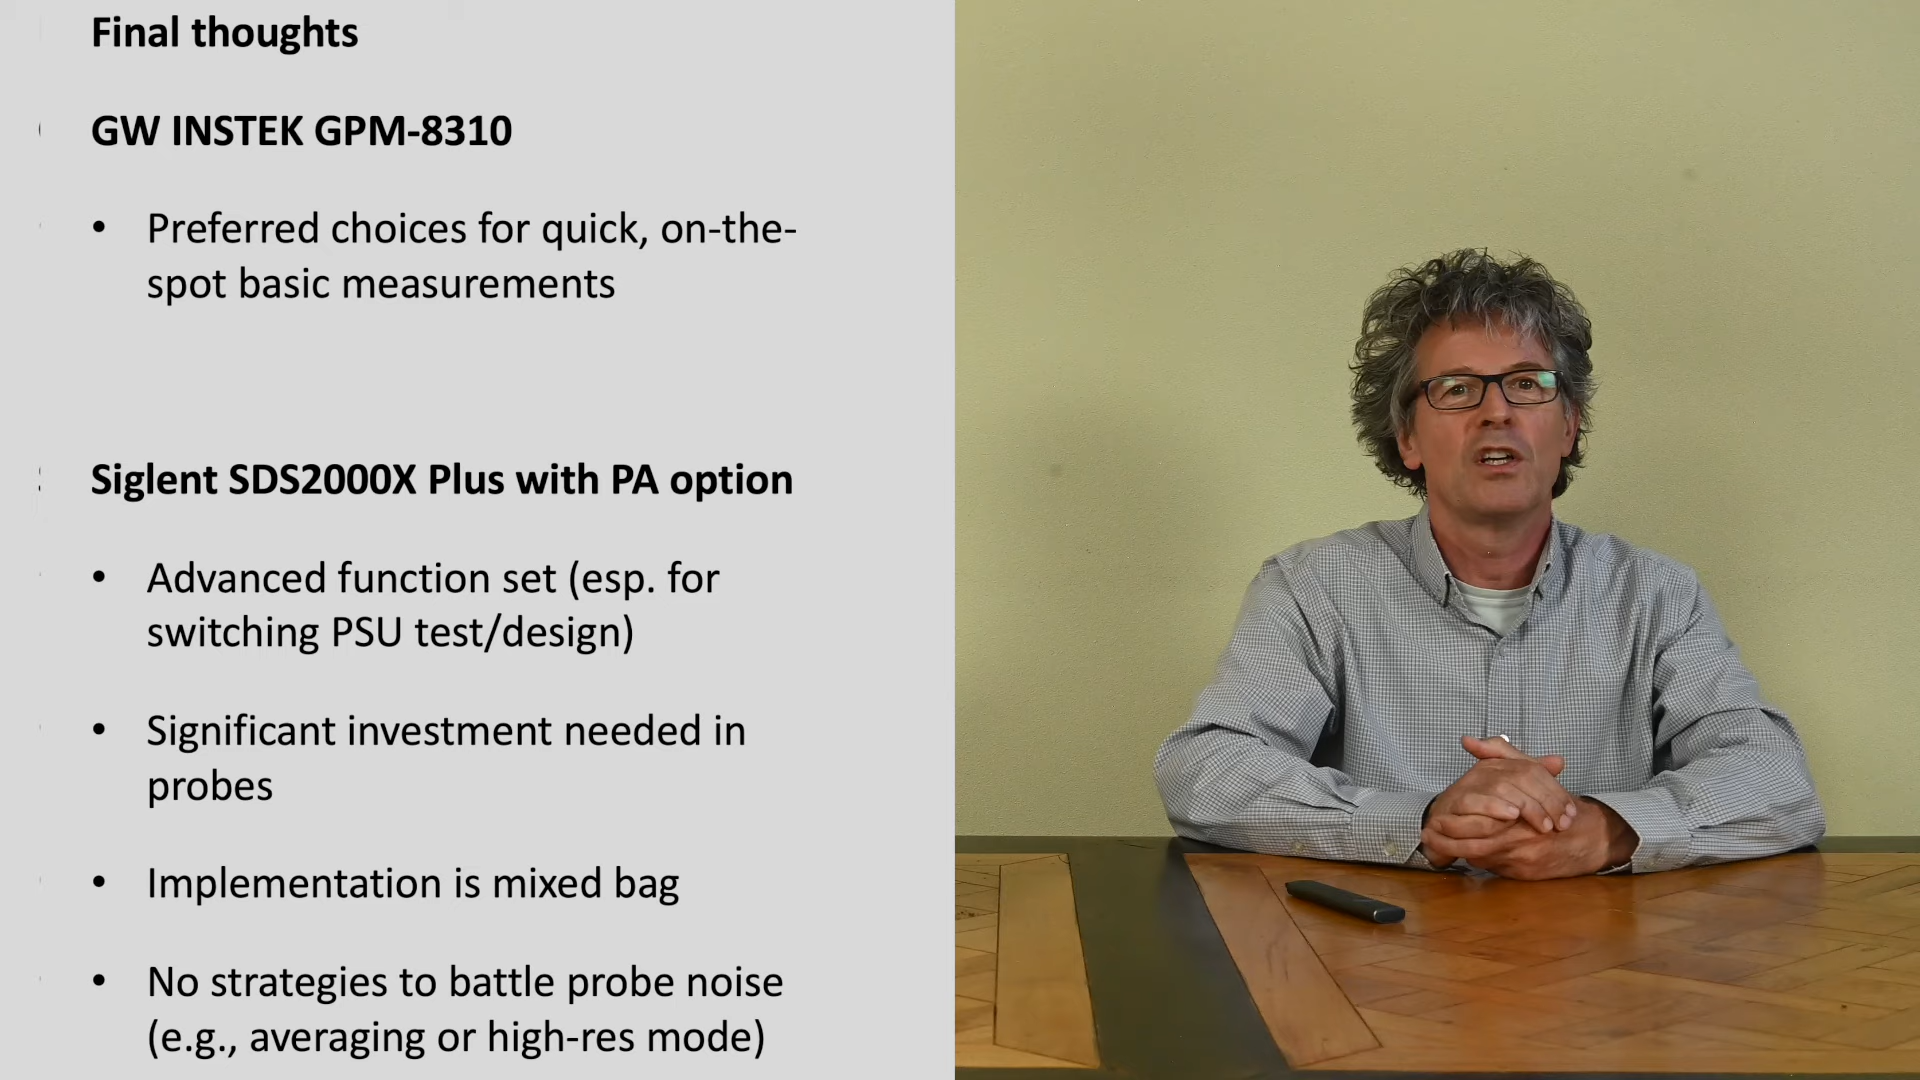 Final thoughts
GW INSTEK GPM-8310
• Preferred choices for quick, on-the-
spot basic measurements
Siglent SDS2000X Plus with PA option
• Advanced function set (esp. for
switching PSU test/design)
• Significant investment needed in
probes
• Implementation is mixed bag
• No strategies to battle probe noise
(e.g., averaging or high-res mode)